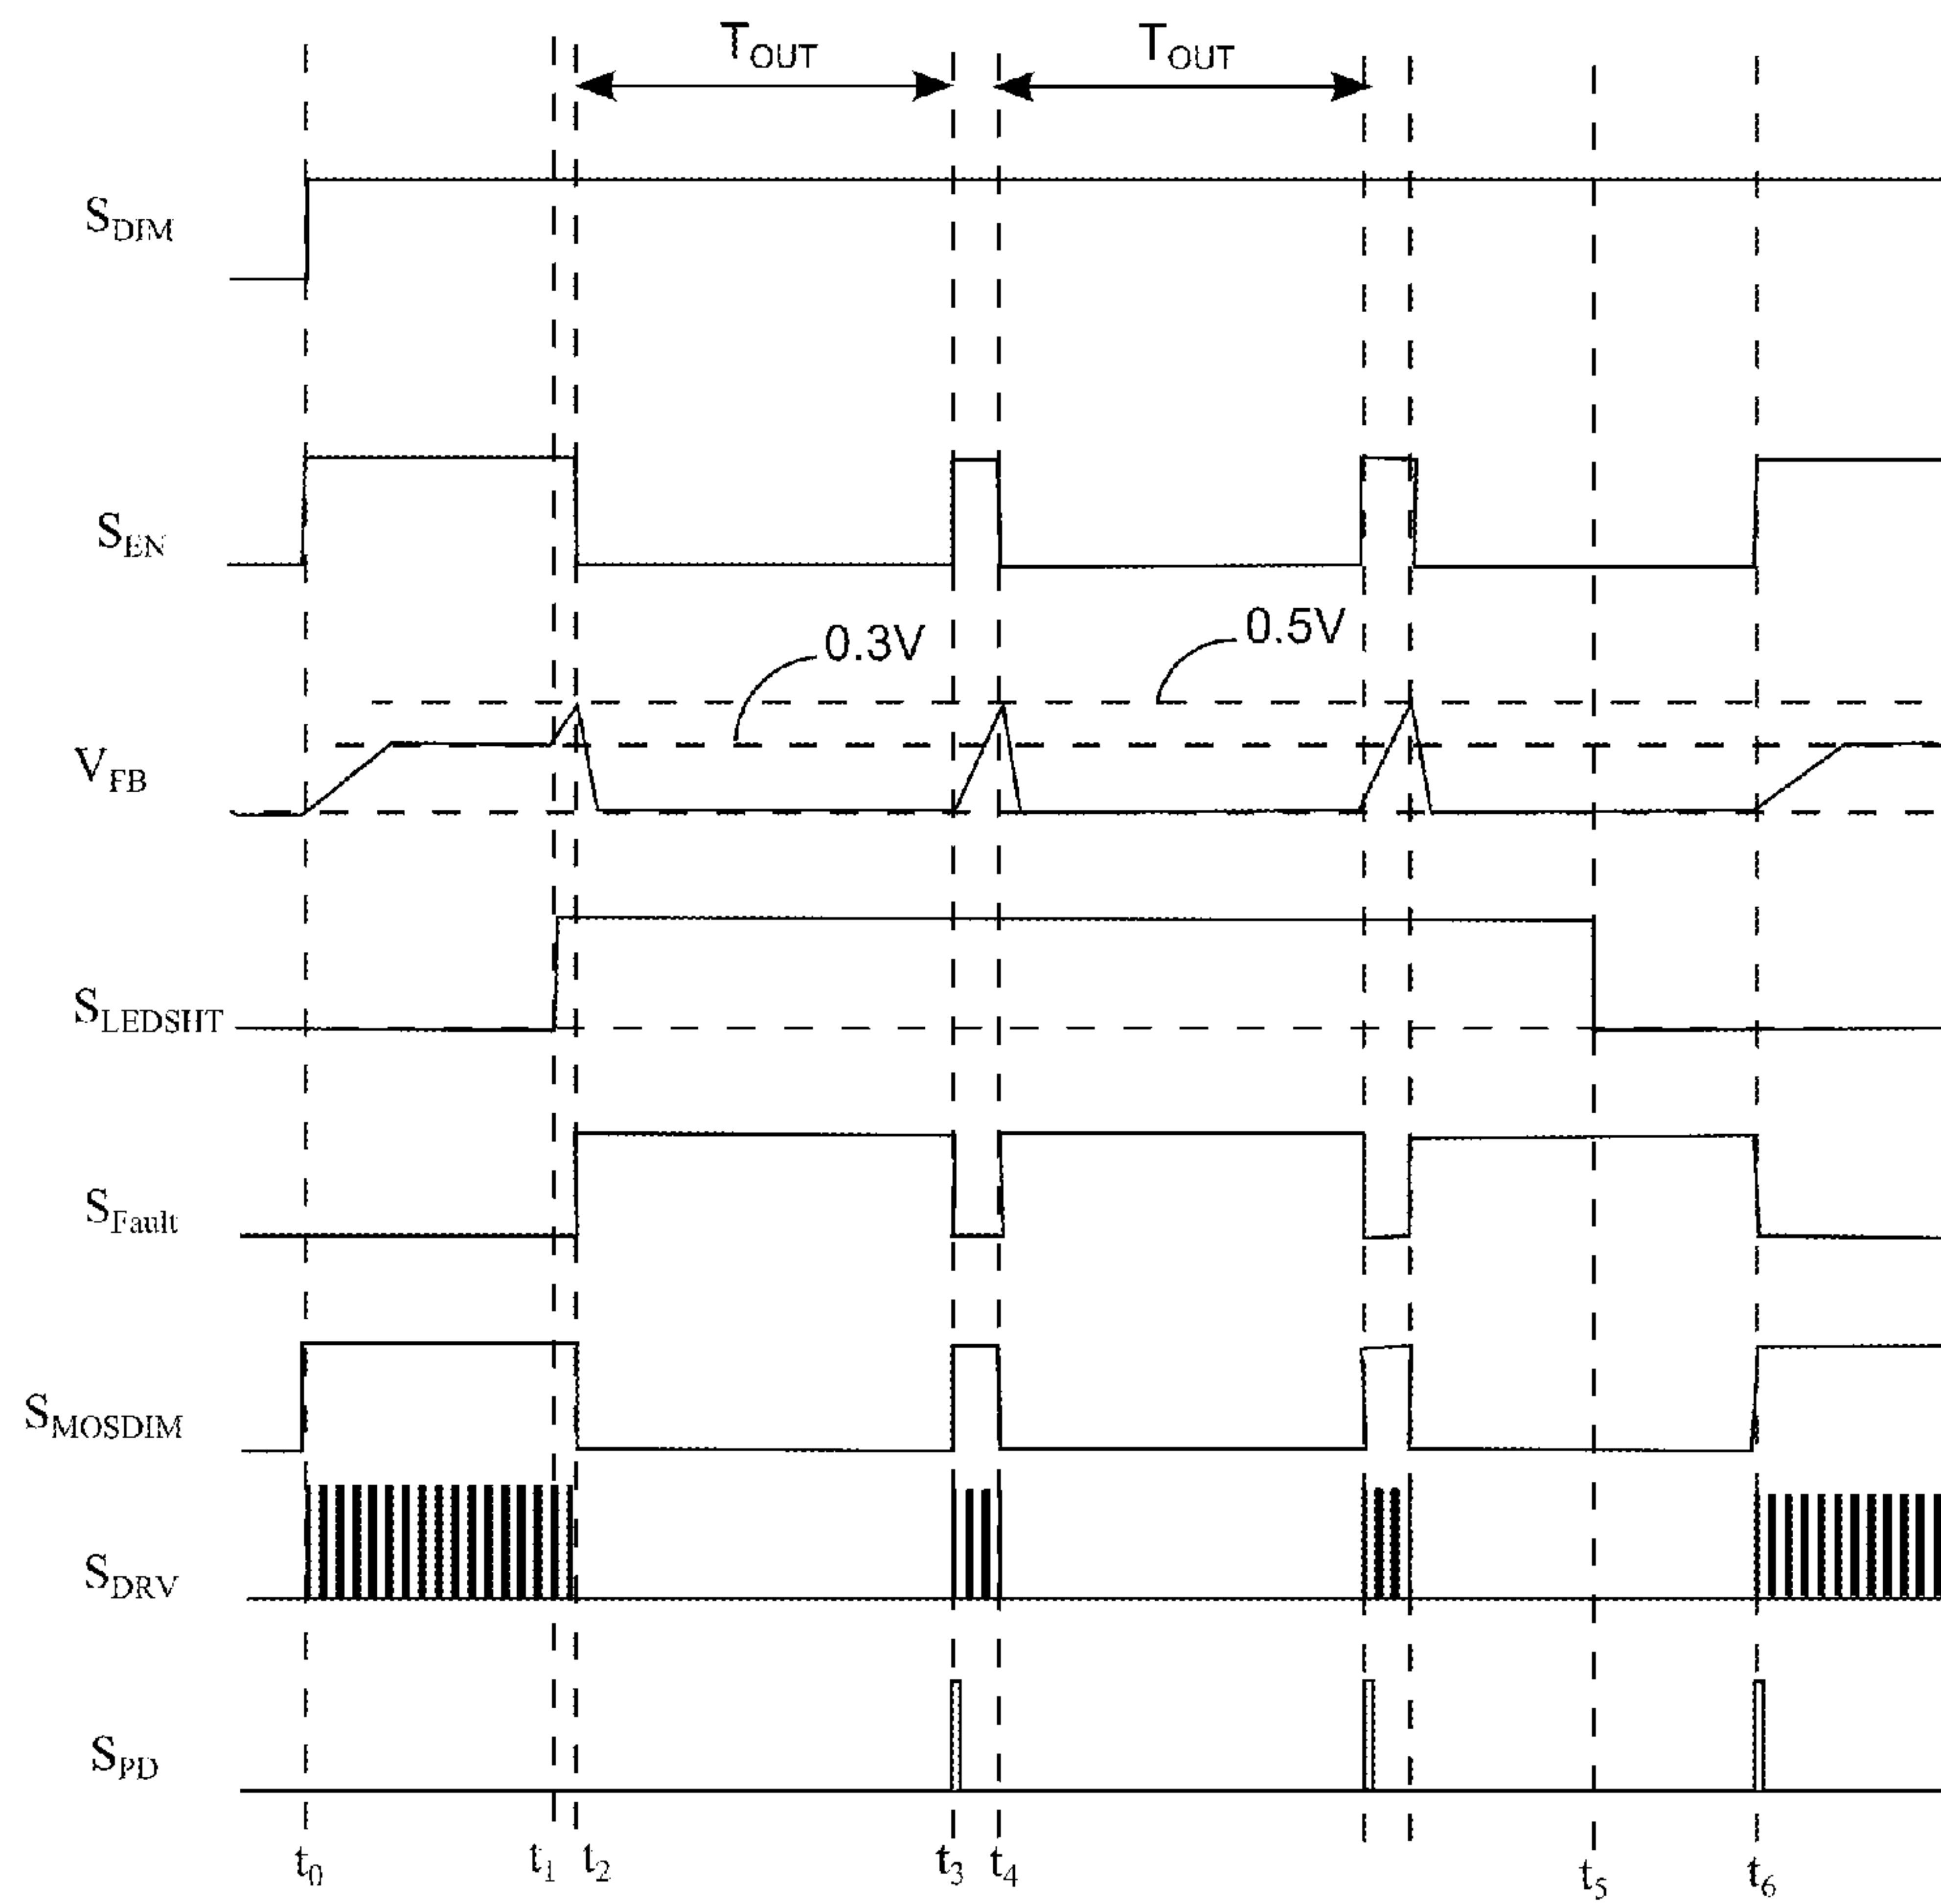 TOUT TOUT
SDIM
SEN
0.3V 0.5V
VFB
SLEDSHT
SFault
SMOSDIM
SDRV
SPD
t0 t1 t2 t3 t4 t5 t6